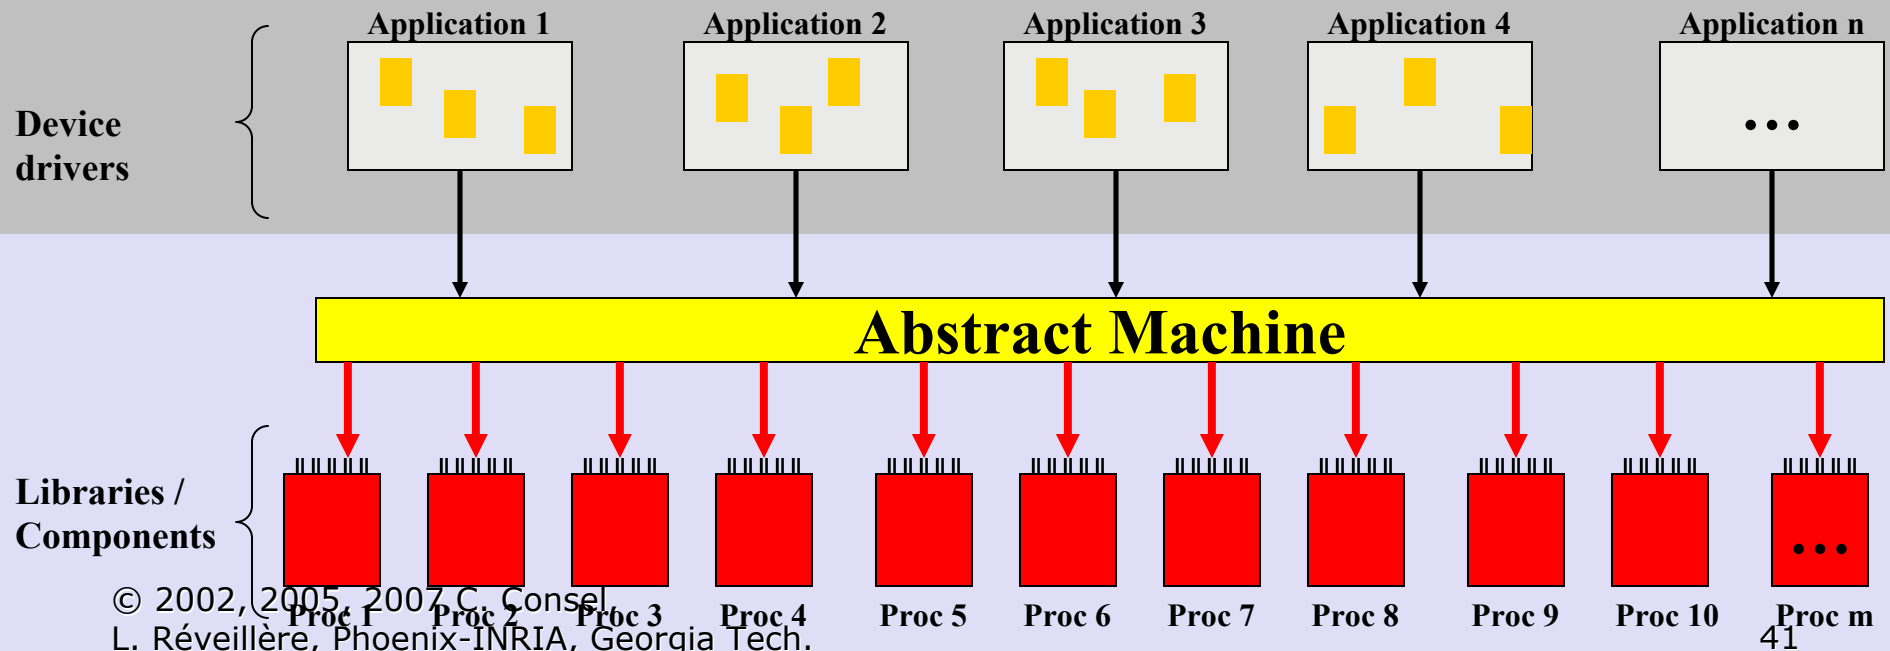 Application 1
Application 2
Application 3
Application 4
Application n
Device
drivers
...
Abstract Machine
Libraries /
Components
...
Proc 1
Proc 2
Proc 3
Proc 4
Proc 5
Proc 6
Proc 7
Proc 8
Proc 9
Proc 10
Proc m
© 2002, 2005, 2007 C. Consel,
L. Réveillère, Phoenix-INRIA, Georgia Tech.
41